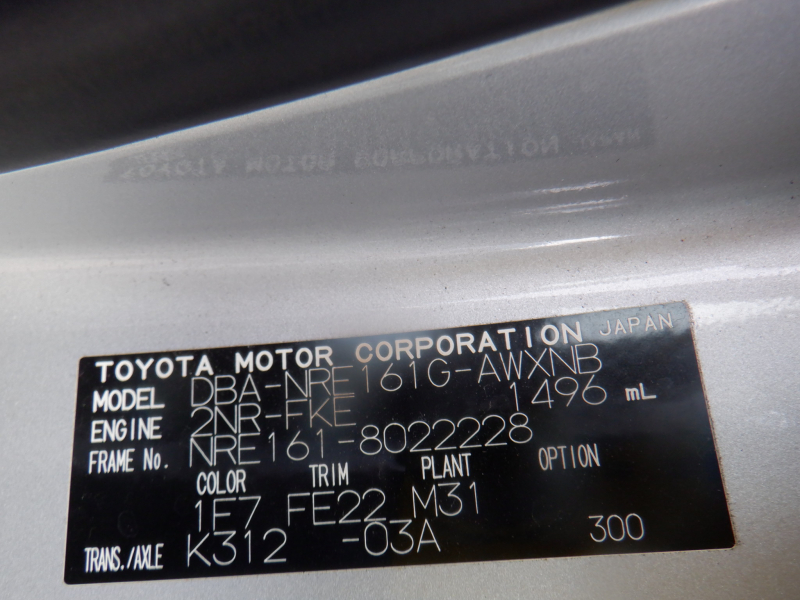 TOYOTA MOTOR CORPORATION JAPAN
MODEL DBA-NRE161G-AWXNB
ENGINE 2NR-FKE 1496 mL
FRAME No. NRE161-8022228
COLOR TRIM PLANT OPTION
1F7 FE22 M31
TRANS./AXLE K312 -03A 300